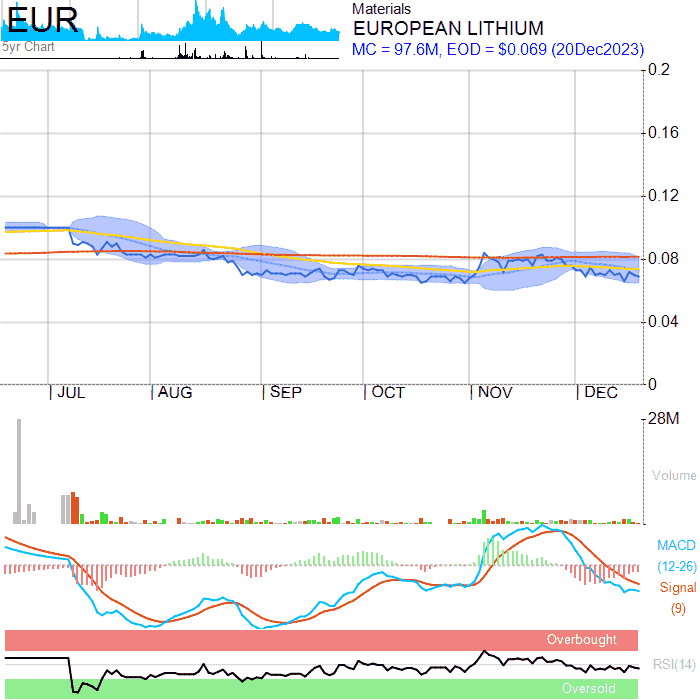 EUR
5yr Chart
Materials
EUROPEAN LITHIUM
MC = 97.6M, EOD = $0.069 (20Dec2023)
0.2
0.16
0.12
0.08
0.04
0
JUL
AUG
SEP
OCT
NOV
DEC
28M
Volume
MACD
(12-26)
Signal
(9)
Overbought
RSI(14)
Oversold